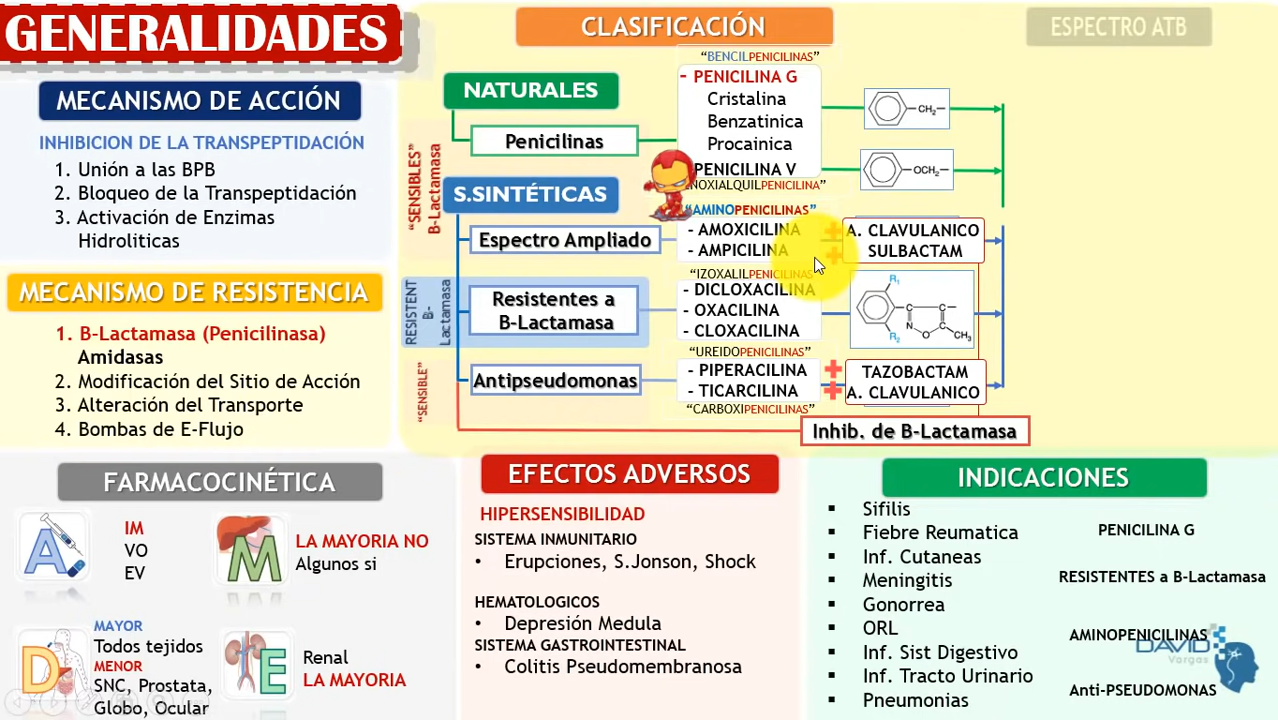 GENERALIDADES
MECANISMO DE ACCIÓN
INHIBICION DE LA TRANSPEPTIDACIÓN
1. Unión a las BPB
2. Bloqueo de la Transpeptidación
3. Activación de Enzimas
Hidroliticas
MECANISMO DE RESISTENCIA
1. B-Lactamasa (Penicilinasa)
Amidasas
2. Modificación del Sitio de Acción
3. Alteración del Transporte
4. Bombas de E-Flujo
CLASIFICACIÓN
ESPECTRO ATB
NATURALES
Penicilinas
"BENCILPENICILINAS"
- PENICILINA G
Cristalina
Benzatinica
Procainica
PENICILINA V
NOXIALQUILPENICILINA"
CH2—
OCH2—
"SENSIBLES"
B-Lactamasa
S.SINTÉTICAS
Espectro Ampliado
"AMINOPENICILINAS"
- AMOXICILINA
- AMPICILINA
A. CLAVULANICO
SULBACTAM
RESISTENT
B-
Lactamasa
Resistentes a
B-Lactamasa
"IZOXALILPENICILINAS"
- DICLOXACILINA
- OXACILINA
- CLOXACILINA
R1
R2
N
O
CH3
"SENSIBLE"
Antipseudomonas
"UREIDOPENICILINAS"
- PIPERACILINA
- TICARCILINA
"CARBOXIPENICILINAS"
TAZOBACTAM
A. CLAVULANICO
Inhib. de B-Lactamasa
FARMACOCINÉTICA
A
IM
VO
EV
M
LA MAYORIA NO
Algunos si
D
MAYOR
Todos tejidos
MENOR
SNC, Prostata,
Globo, Ocular
E
Renal
LA MAYORIA
EFECTOS ADVERSOS
HIPERSENSIBILIDAD
SISTEMA INMUNITARIO
• Erupciones, S.Jonson, Shock
HEMATOLOGICOS
• Depresión Medula
SISTEMA GASTROINTESTINAL
• Colitis Pseudomembranosa
INDICACIONES
▪ Sifilis
▪ Fiebre Reumatica
▪ Inf. Cutaneas
▪ Meningitis
▪ Gonorrea
▪ ORL
▪ Inf. Sist Digestivo
▪ Inf. Tracto Urinario
▪ Pneumonias
PENICILINA G
RESISTENTES a B-Lactamasa
AMINOPENICILINAS
Anti-PSEUDOMONAS
DAVID
Vargas